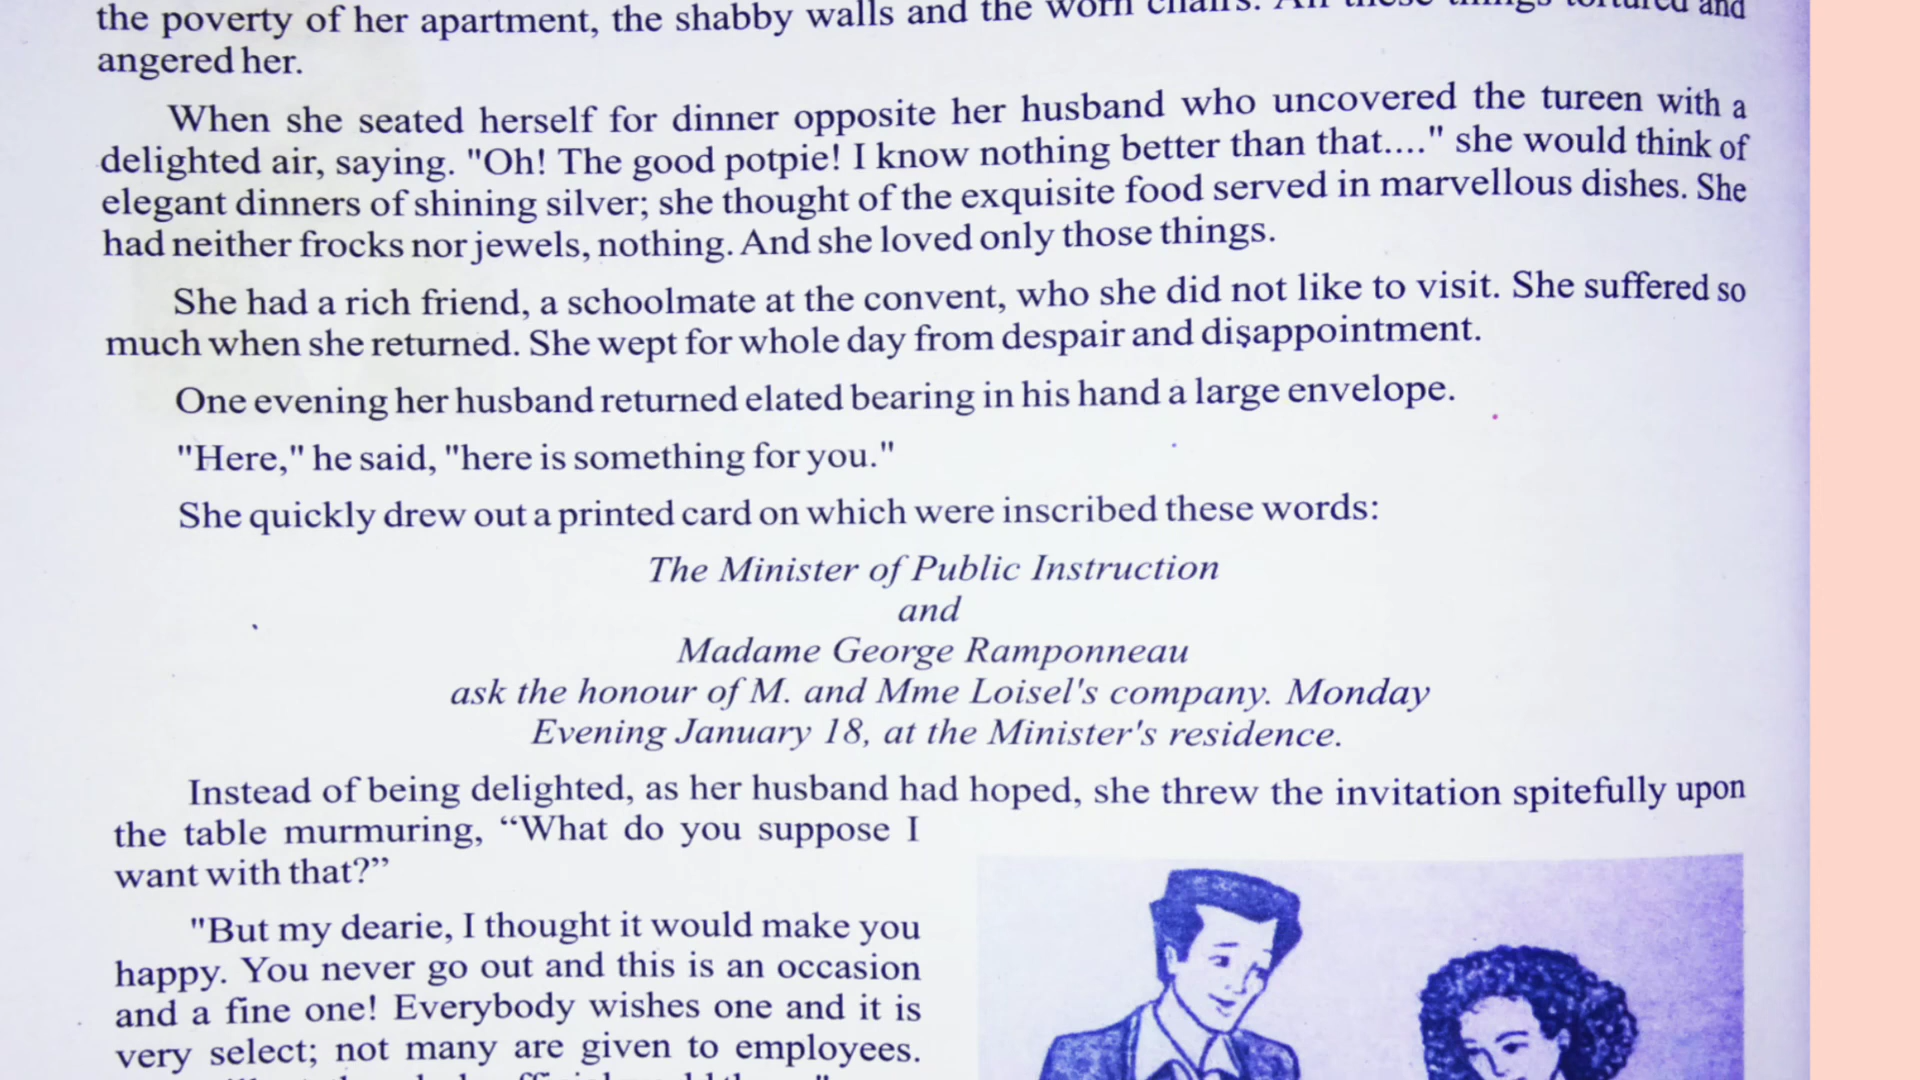 the poverty of her apartment, the shabby walls and the worn chairs. All these things tortured and
angered her.
When she seated herself for dinner opposite her husband who uncovered the tureen with a
delighted air, saying. "Oh! The good potpie! I know nothing better than that...." she would think of
elegant dinners of shining silver; she thought of the exquisite food served in marvellous dishes. She
had neither frocks nor jewels, nothing. And she loved only those things.
She had a rich friend, a schoolmate at the convent, who she did not like to visit. She suffered so
much when she returned. She wept for whole day from despair and disappointment.
One evening her husband returned elated bearing in his hand a large envelope.
"Here," he said, "here is something for you."
She quickly drew out a printed card on which were inscribed these words:
The Minister of Public Instruction
and
Madame George Ramponneau
ask the honour of M. and Mme Loisel's company. Monday
Evening January 18, at the Minister's residence.
Instead of being delighted, as her husband had hoped, she threw the invitation spitefully upon
the table murmuring, “What do you suppose I
want with that?”
"But my dearie, I thought it would make you
happy. You never go out and this is an occasion
and a fine one! Everybody wishes one and it is
very select; not many are given to employees.